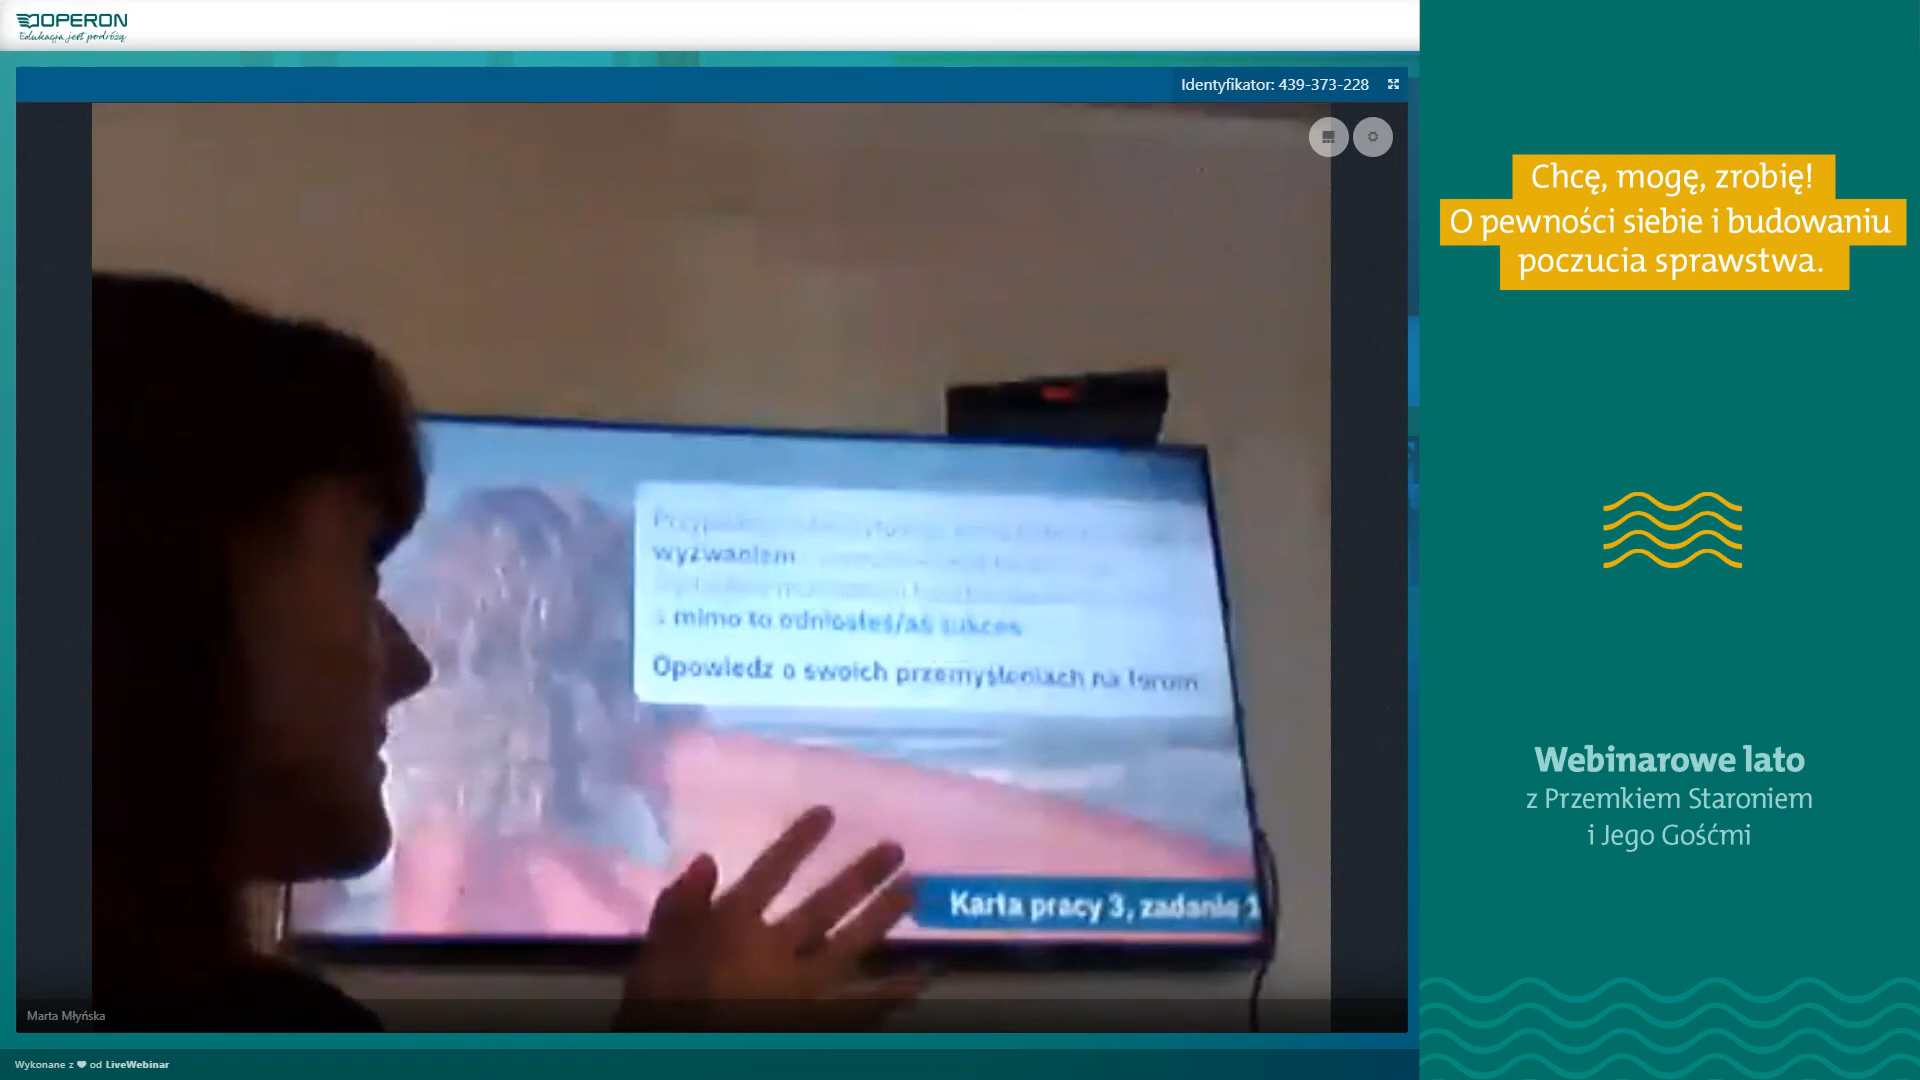 OPERON
Edukacja jest podróżą
Identyfikator: 439-373-228
wyzwaniem
mimo to odniosłeś/aś sukces
Opowiedz o swoich przemyśleniach na forum
Karta pracy 3, zadanie 1
Marta Młyńska
Wykonane z ❤ od LiveWebinar
Chcę, mogę, zrobię!
O pewności siebie i budowaniu
poczucia sprawstwa.
Webinarowe lato
z Przemkiem Staroniem
i Jego Gośćmi